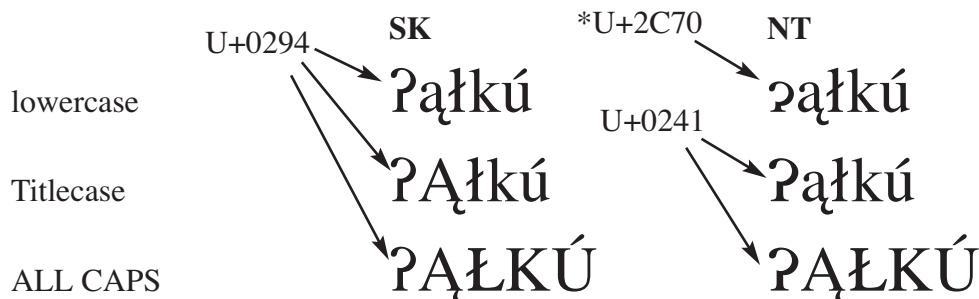 U+0294 SK *U+2C70 NT
lowercase ʔąłkú ɂąłkú
U+0241
Titlecase ʔĄłkú Ɂąłkú
ALL CAPS ʔĄŁKÚ ɁĄŁKÚ